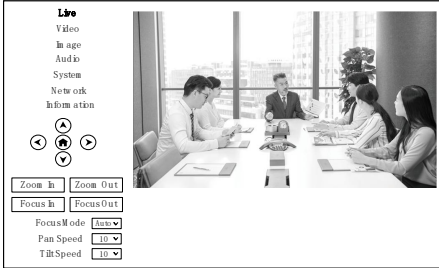 Live
Video
Image
Audio
System
Network
Information
Zoom In Zoom Out
Focus In Focus Out
Focus Mode Auto
Pan Speed 10
Tilt Speed 10